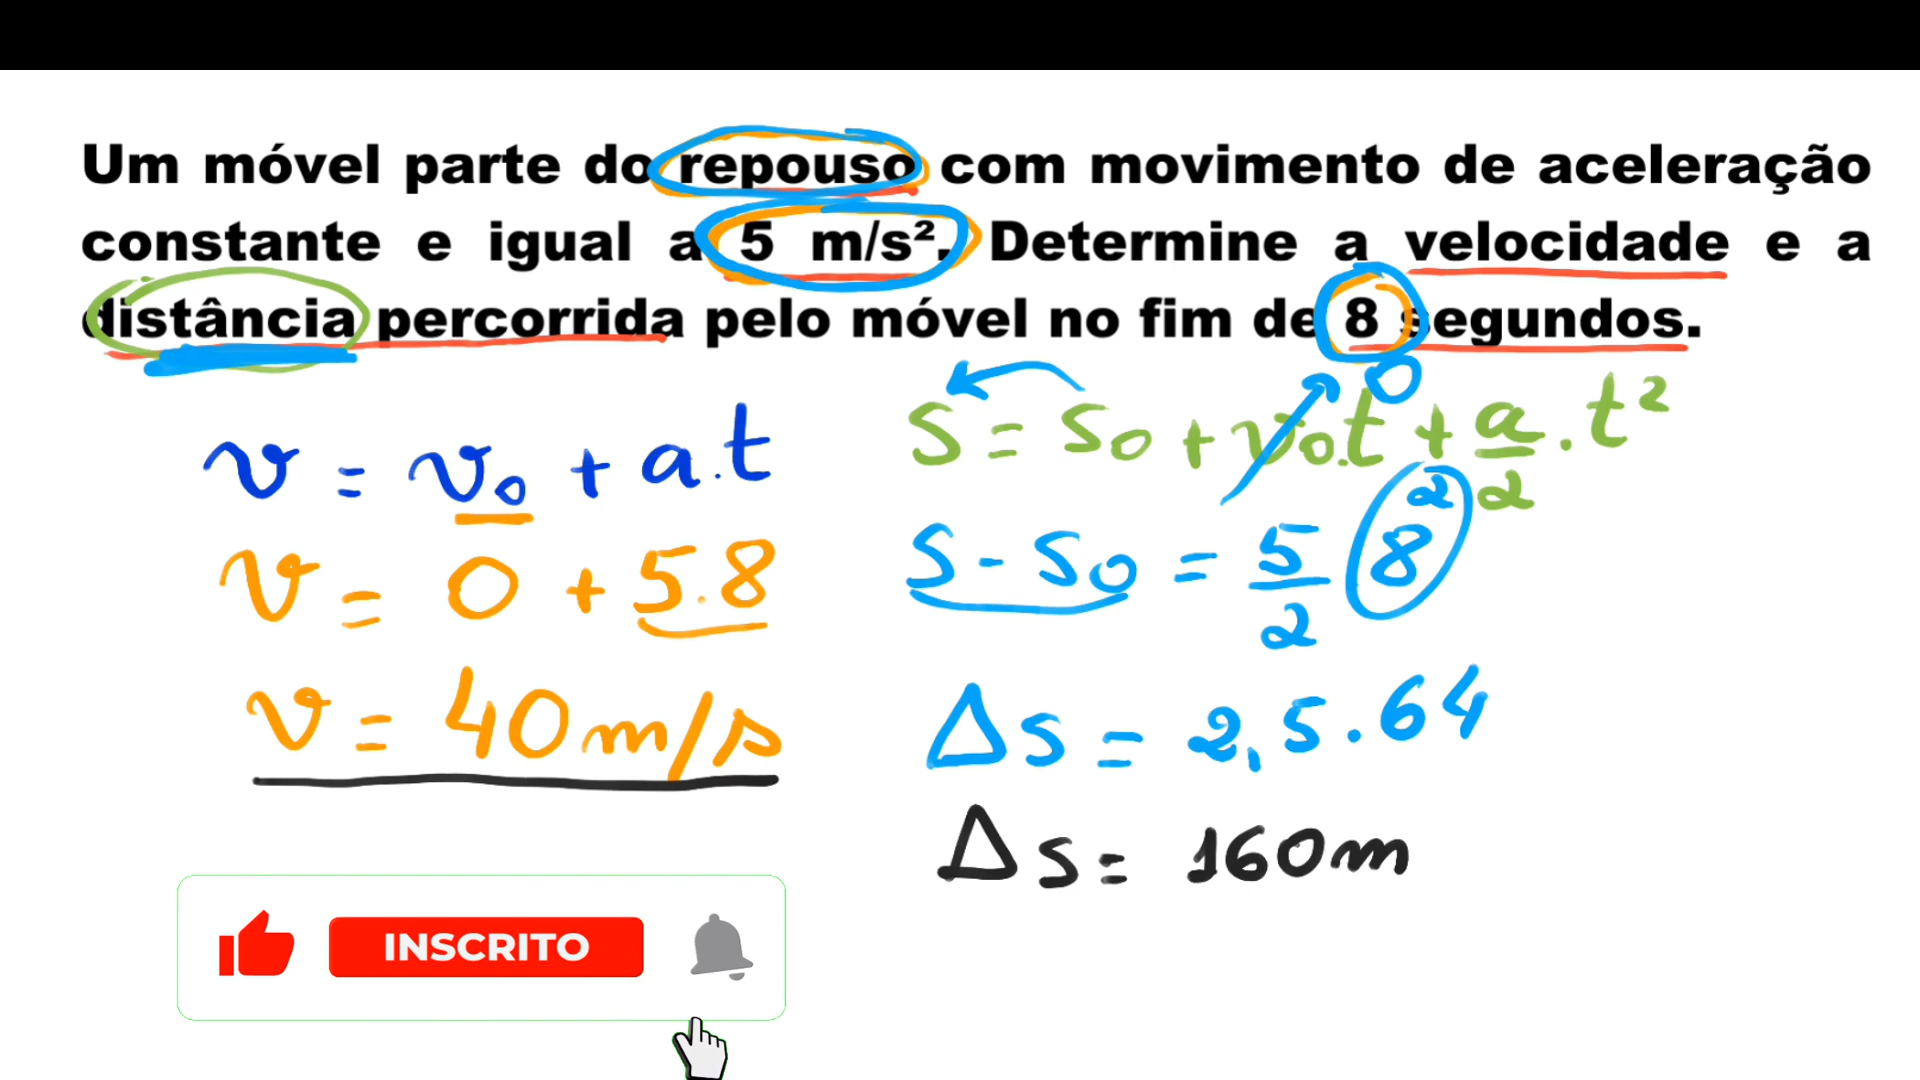 Um móvel parte do repouso com movimento de aceleração
constante e igual a 5 m/s². Determine a velocidade e a
distância percorrida pelo móvel no fim de 8 segundos.
v = v₀ + a.t
v = 0 + 5.8
v = 40m/s
0
S = S₀ + v₀.t + a/2 . t²
S - S₀ = 5/2 8²
Δs = 2,5.64
Δs = 160m
INSCRITO